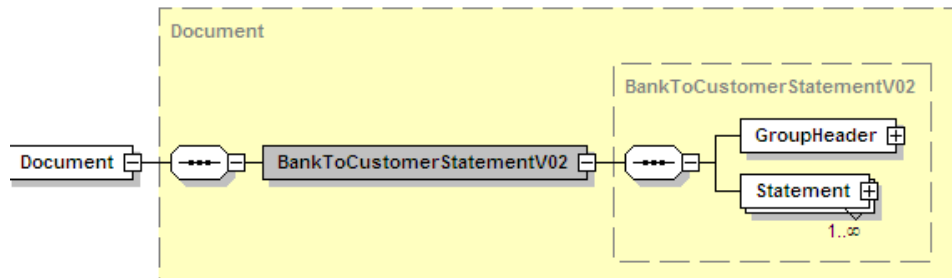 Document
BankToCustomerStatementV02
GroupHeader
Document
BankToCustomerStatementV02
Statement
1..∞